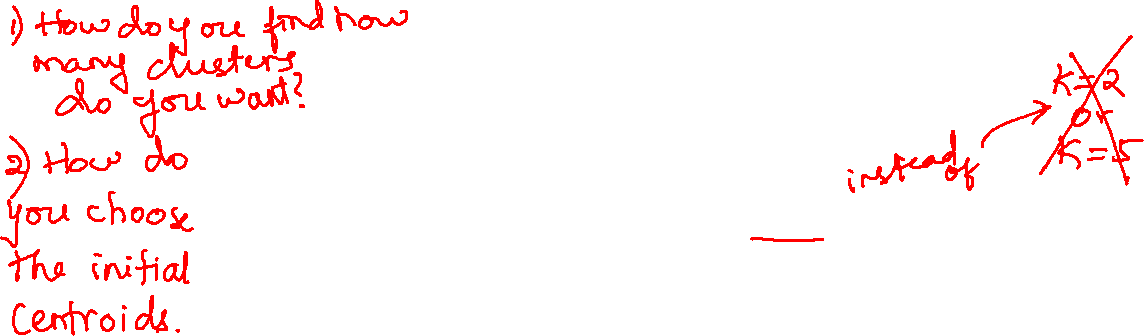 1) How do you find how
many clusters
do you want?
2) How do
you choose
the initial
centroids.
instead of
K=2
or
K=5